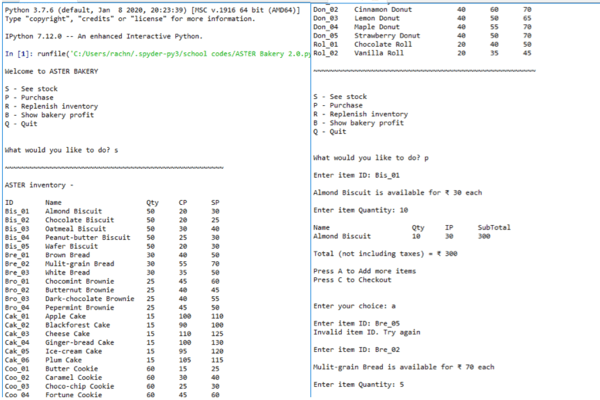 Python 3.7.6 (default, Jan  8 2020, 20:23:39) [MSC v.1916 64 bit (AMD64)]
Type "copyright", "credits" or "license" for more information.
IPython 7.12.0 -- An enhanced Interactive Python.
In [1]: runfile('C:/Users/rachn/.spyder-py3/school codes/ASTER Bakery 2.0.py
Welcome to ASTER BAKERY
S - See stock
P - Purchase
R - Replenish inventory
B - Show bakery profit
Q - Quit
What would you like to do? s
~~~~~~~~~~~~~~~~~~~~~~~~~~~~~~~~~~~~~~~~~~~~~~~~~~~~~~
ASTER inventory -
ID Name Qty CP SP
Bis_01 Almond Biscuit 50 20 30
Bis_02 Chocolate Biscuit 50 20 25
Bis_03 Oatmeal Biscuit 50 30 40
Bis_04 Peanut-butter Biscuit 50 25 30
Bis_05 Wafer Biscuit 50 20 30
Bre_01 Brown Bread 30 40 50
Bre_02 Mulit-grain Bread 30 55 70
Bre_03 White Bread 30 35 50
Bro_01 Chocomint Brownie 25 40 60
Bro_02 Butternut Brownie 25 40 45
Bro_03 Dark-chocolate Brownie 25 40 55
Bro_04 Pepermint Brownie 25 45 50
Cak_01 Apple Cake 15 100 110
Cak_02 Blackforest Cake 15 90 100
Cak_03 Cheese Cake 15 110 125
Cak_04 Ginger-bread Cake 15 100 130
Cak_05 Ice-cream Cake 15 95 120
Cak_06 Plum Cake 15 105 115
Coo_01 Butter Cookie 60 15 25
Coo_02 Caramel Cookie 60 30 40
Coo_03 Choco-chip Cookie 60 25 30
Coo_04 Fortune Cookie 60 45 60
Don_02 Cinnamon Donut 40 60 70
Don_03 Lemon Donut 40 50 65
Don_04 Maple Donut 40 55 70
Don_05 Strawberry Donut 40 50 70
Rol_01 Chocolate Roll 20 40 50
Rol_02 Vanilla Roll 20 35 45
~~~~~~~~~~~~~~~~~~~~~~~~~~~~~~~~~~~~~~~~~~~~~~~~~~~~~~
S - See stock
P - Purchase
R - Replenish inventory
B - Show bakery profit
Q - Quit
What would you like to do? p
Enter item ID: Bis_01
Almond Biscuit is available for ₹ 30 each
Enter item Quantity: 10
Name Qty IP SubTotal
Almond Biscuit 10 30 300
Total (not including taxes) = ₹ 300
Press A to Add more items
Press C to Checkout
Enter your choice: a
Enter item ID: Bre_05
Invalid item ID. Try again
Enter item ID: Bre_02
Mulit-grain Bread is available for ₹ 70 each
Enter item Quantity: 5